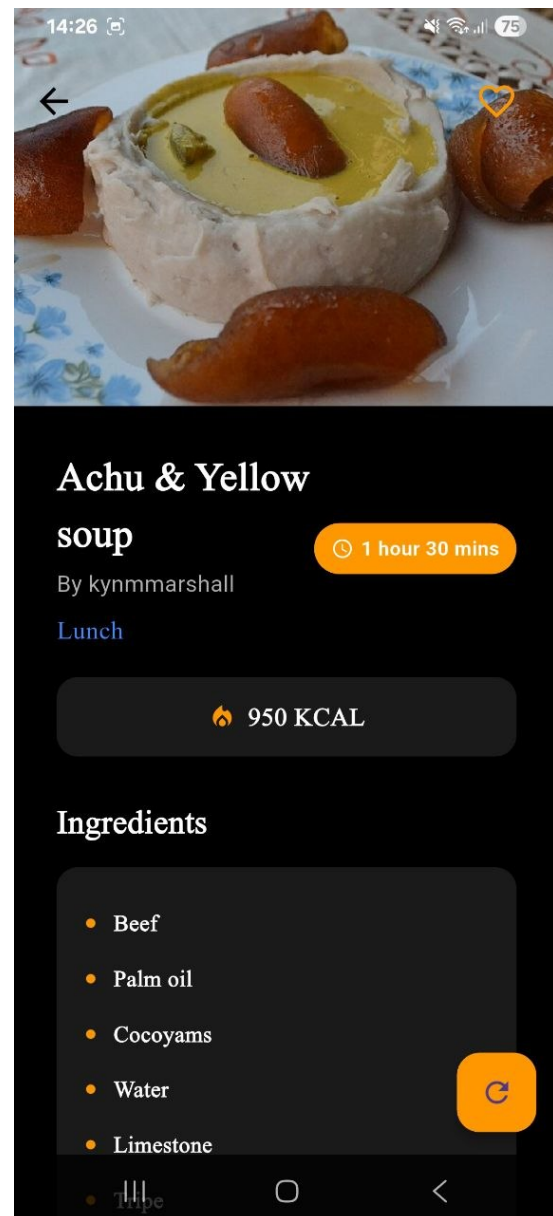 14:26
75
Achu & Yellow
soup
1 hour 30 mins
By kynmmarshall
Lunch
950 KCAL
Ingredients
Beef
Palm oil
Cocoyams
Water
Limestone
Tripe